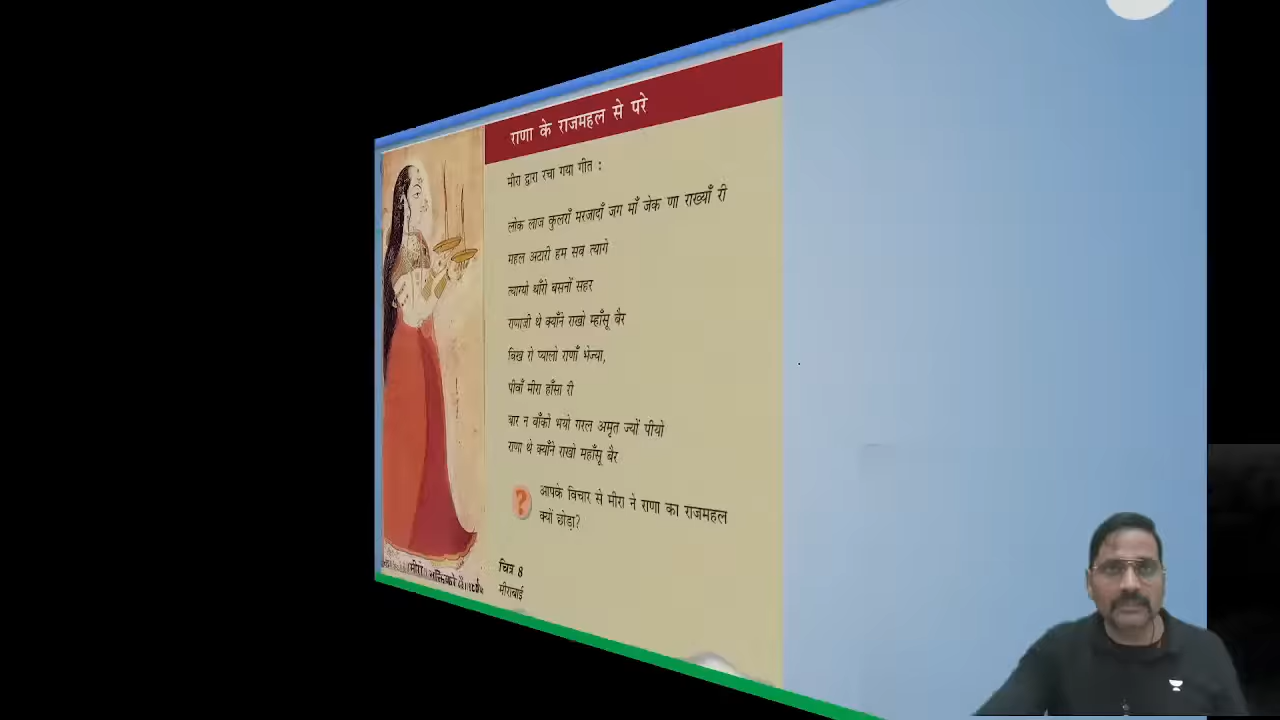 राणा के राजमहल से परे
मीरा द्वारा रचा गया गीत :
लोक लाज कुलराँ मरजादाँ जग माँ जेक णा राख्याँ री
महल अटारी हम सब त्यागे
त्याग्यो थाँरो बसनों सहर
राणाजी थे क्याँने राखो म्हाँसू बैर
विख रो प्यालो राणाँ भेज्या,
पीवाँ मीरा हाँसा री
बार न बाँको भयो गरल अमृत ज्यों पीयो
राणा थे क्याँने राखो महाँसू बैर
? आपके विचार से मीरा ने राणा का राजमहल
क्यों छोड़ा?
चित्र 8
मीराबाई